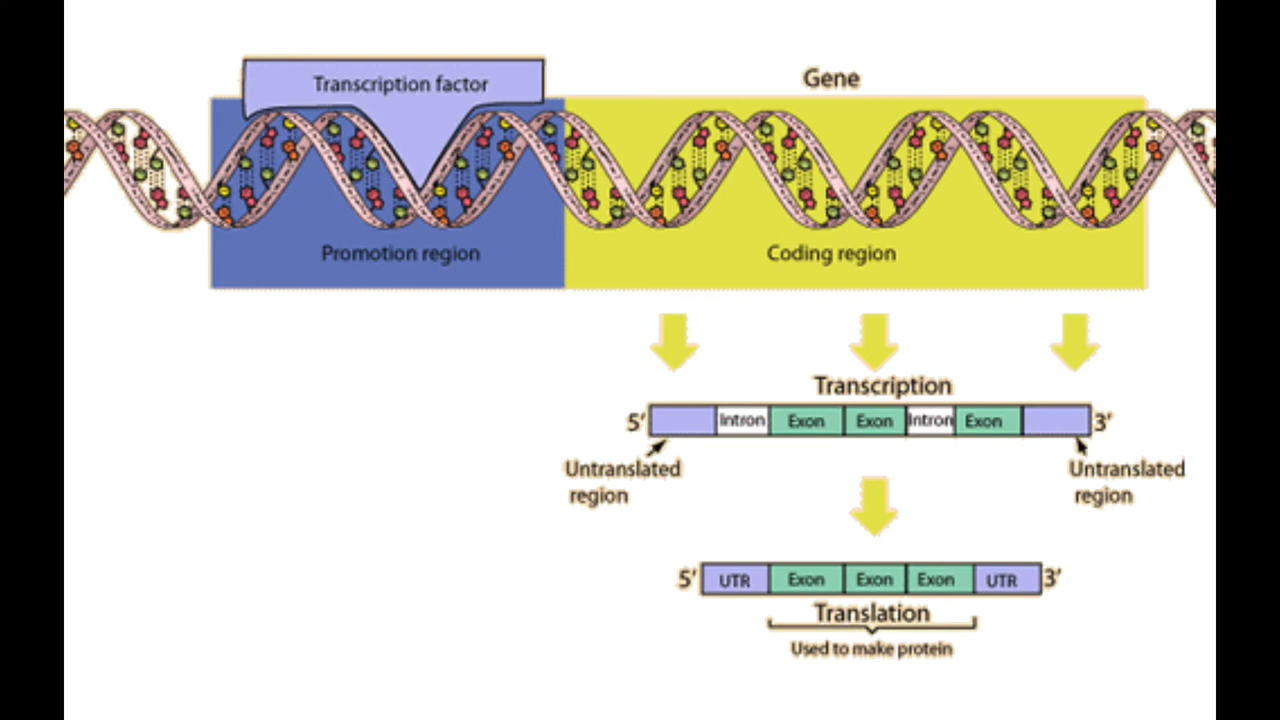 Transcription factor
Gene
Promotion region
Coding region
Transcription
5' Intron Exon Exon Intron Exon 3'
Untranslated
region
Untranslated
region
5' UTR Exon Exon Exon UTR 3'
Translation
Used to make protein